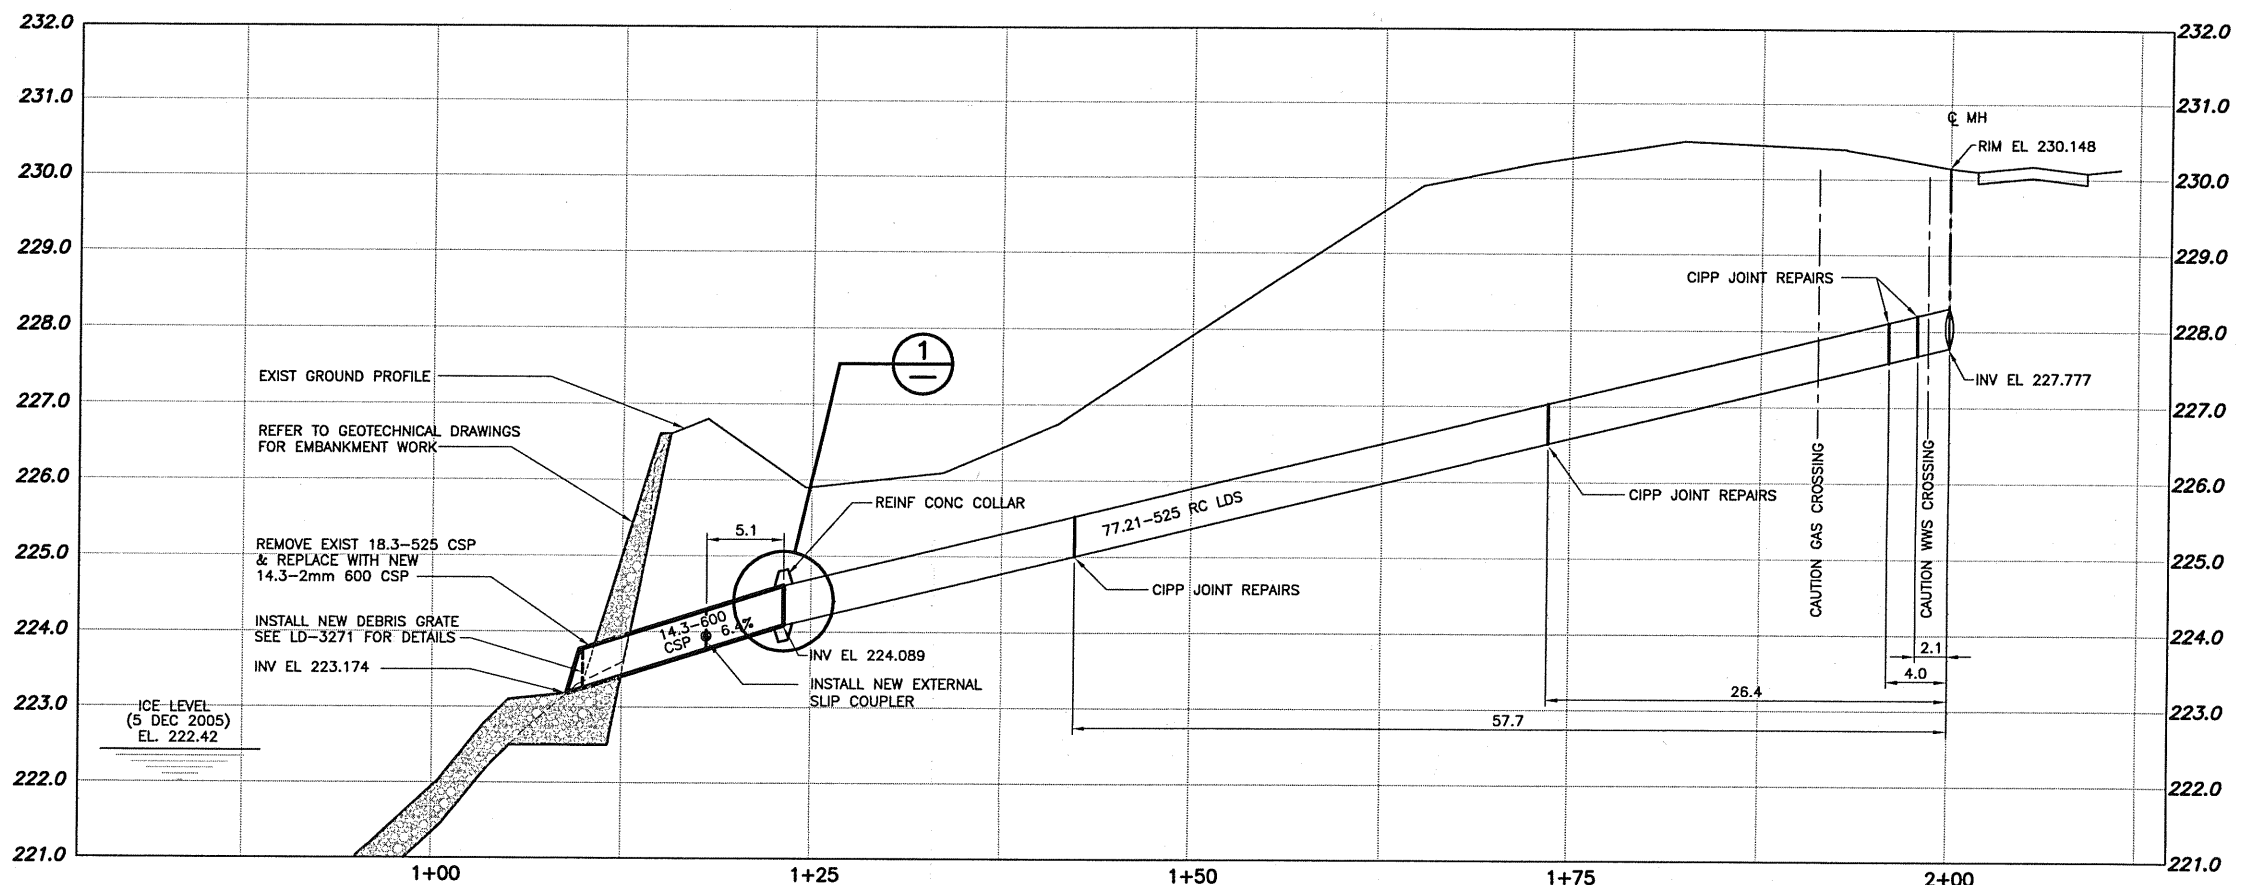 232.0
231.0
230.0
229.0
228.0
227.0
226.0
225.0
224.0
223.0
222.0
221.0
EXIST GROUND PROFILE
REFER TO GEOTECHNICAL DRAWINGS
FOR EMBANKMENT WORK
REMOVE EXIST 18.3-525 CSP
& REPLACE WITH NEW
14.3-2mm 600 CSP
INSTALL NEW DEBRIS GRATE
SEE LD-3271 FOR DETAILS
INV EL 223.174
ICE LEVEL
(5 DEC 2005)
EL. 222.42
5.1
14.3-600
CSP
6.4%
1
REINF CONC COLLAR
INV EL 224.089
INSTALL NEW EXTERNAL
SLIP COUPLER
77.21-525 RC LDS
CIPP JOINT REPAIRS
CIPP JOINT REPAIRS
CIPP JOINT REPAIRS
CAUTION GAS CROSSING
CAUTION WWS CROSSING
℄ MH
RIM EL 230.148
INV EL 227.777
2.1
4.0
26.4
57.7
232.0
231.0
230.0
229.0
228.0
227.0
226.0
225.0
224.0
223.0
222.0
221.0
1+00
1+25
1+50
1+75
2+00